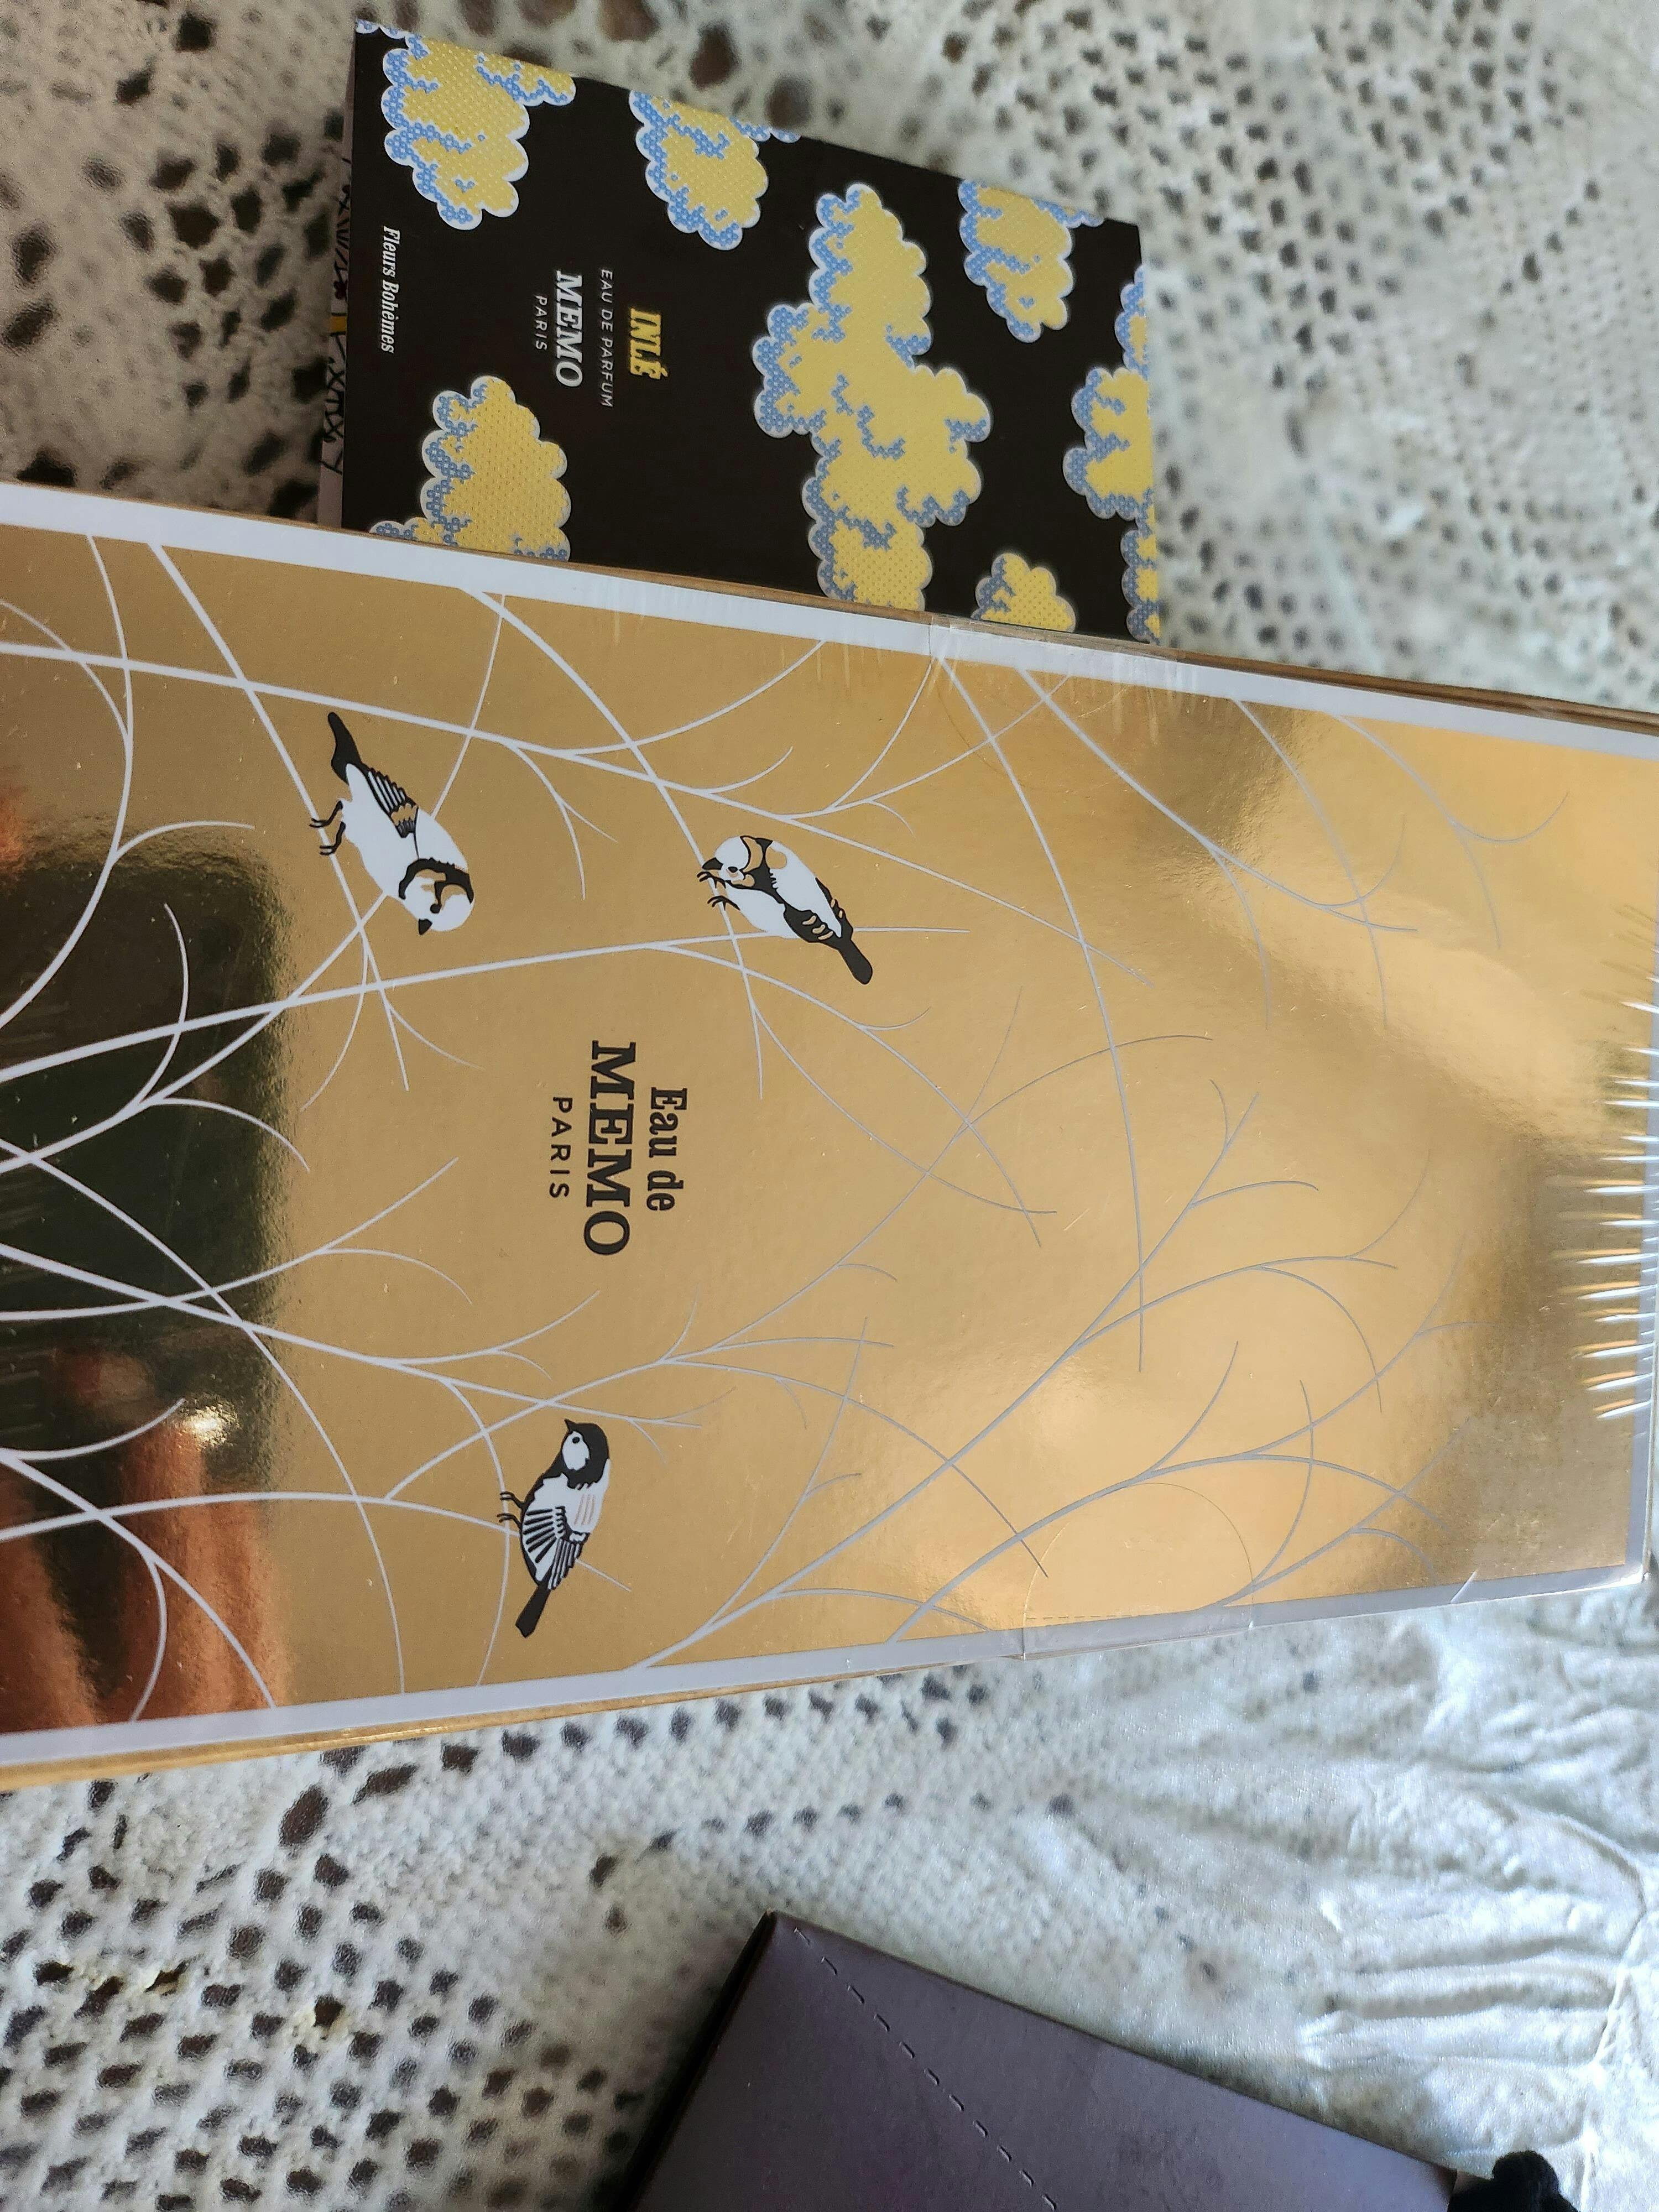 INLÉ
EAU DE PARFUM
MEMO
PARIS
Fleurs Bohèmes
Eau de
MEMO
PARIS